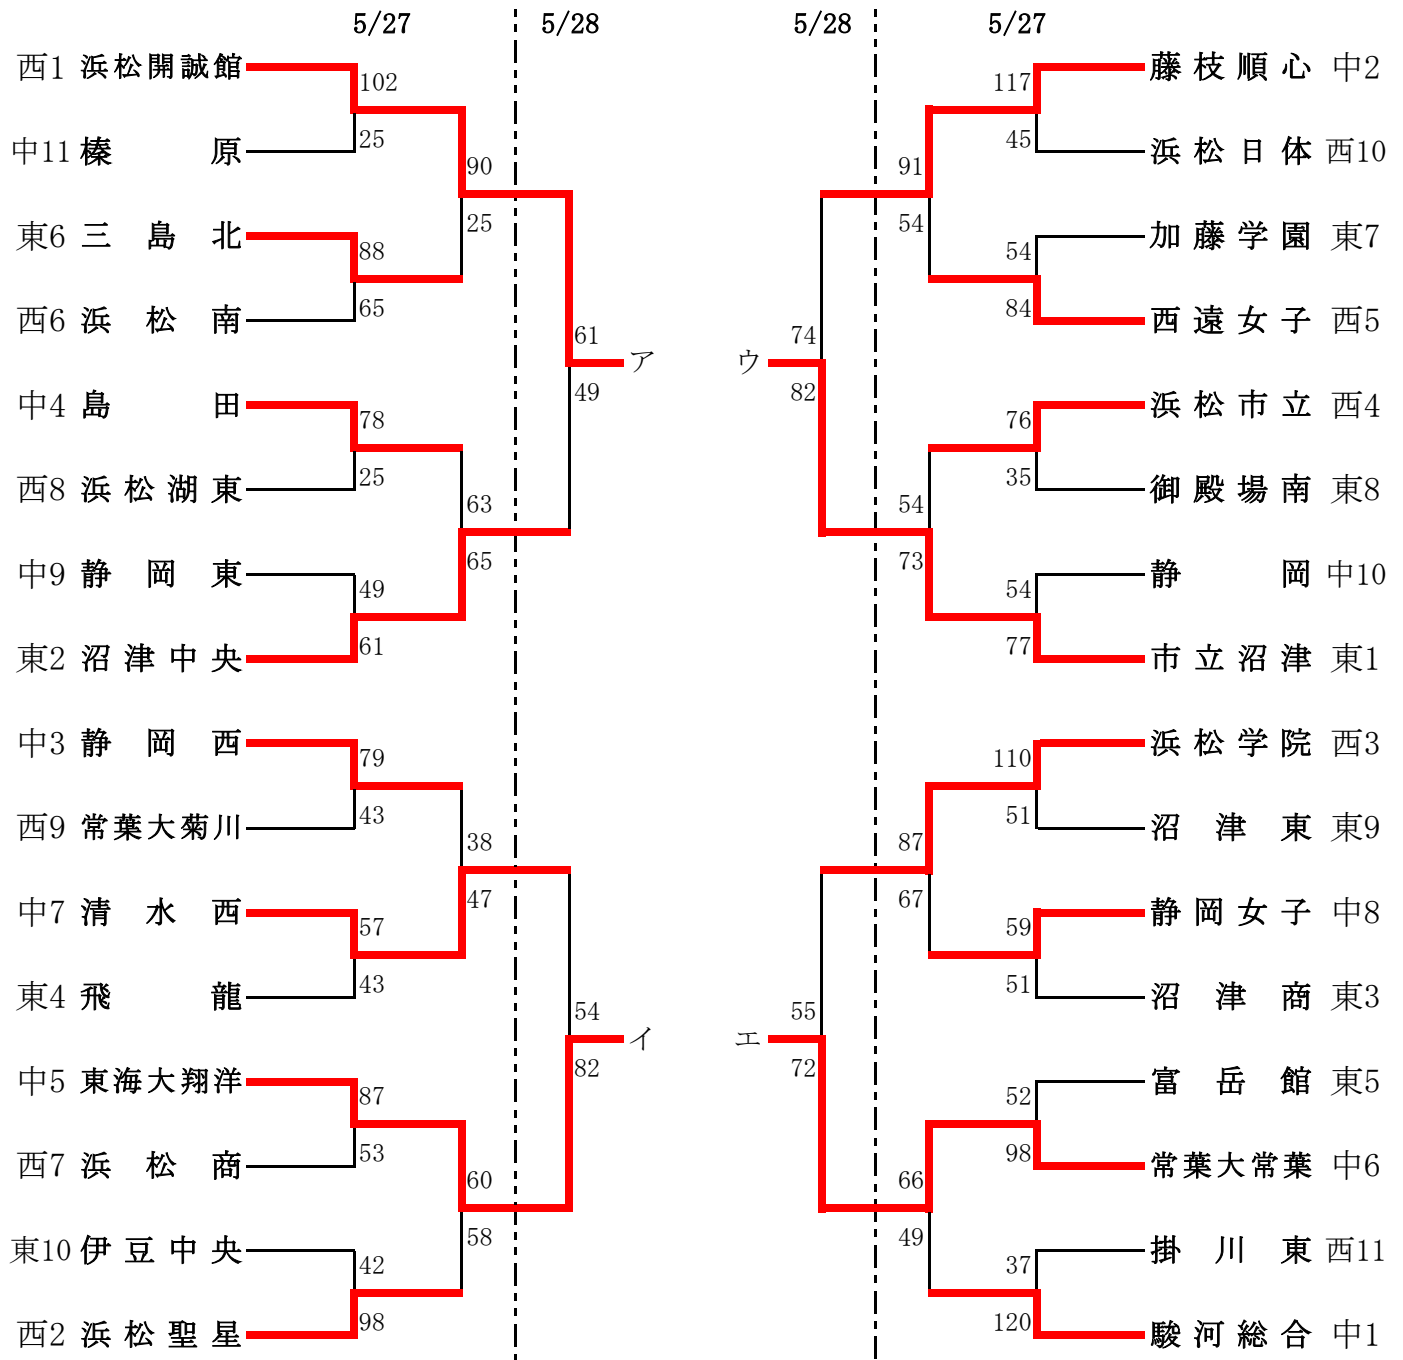 5/27 5/28 5/28 5/27
西1 浜松開誠館 102 117 藤枝順心 中2
中11 榛原 25 45 浜松日体 西10
90 91
25 54
東6 三島北 88 54 加藤学園 東7
西6 浜松南 65 84 西遠女子 西5
61 74
ア ウ
49 82
中4 島田 78 76 浜松市立 西4
西8 浜松湖東 25 35 御殿場南 東8
63 54
65 73
中9 静岡東 49 54 静岡 中10
東2 沼津中央 61 77 市立沼津 東1
中3 静岡西 79 110 浜松学院 西3
西9 常葉大菊川 43 51 沼津東 東9
38 87
47 67
中7 清水西 57 59 静岡女子 中8
東4 飛龍 43 51 沼津商 東3
54 55
イ エ
82 72
中5 東海大翔洋 87 52 富岳館 東5
西7 浜松商 53 98 常葉大常葉 中6
60 66
58 49
東10 伊豆中央 42 37 掛川東 西11
西2 浜松聖星 98 120 駿河総合 中1